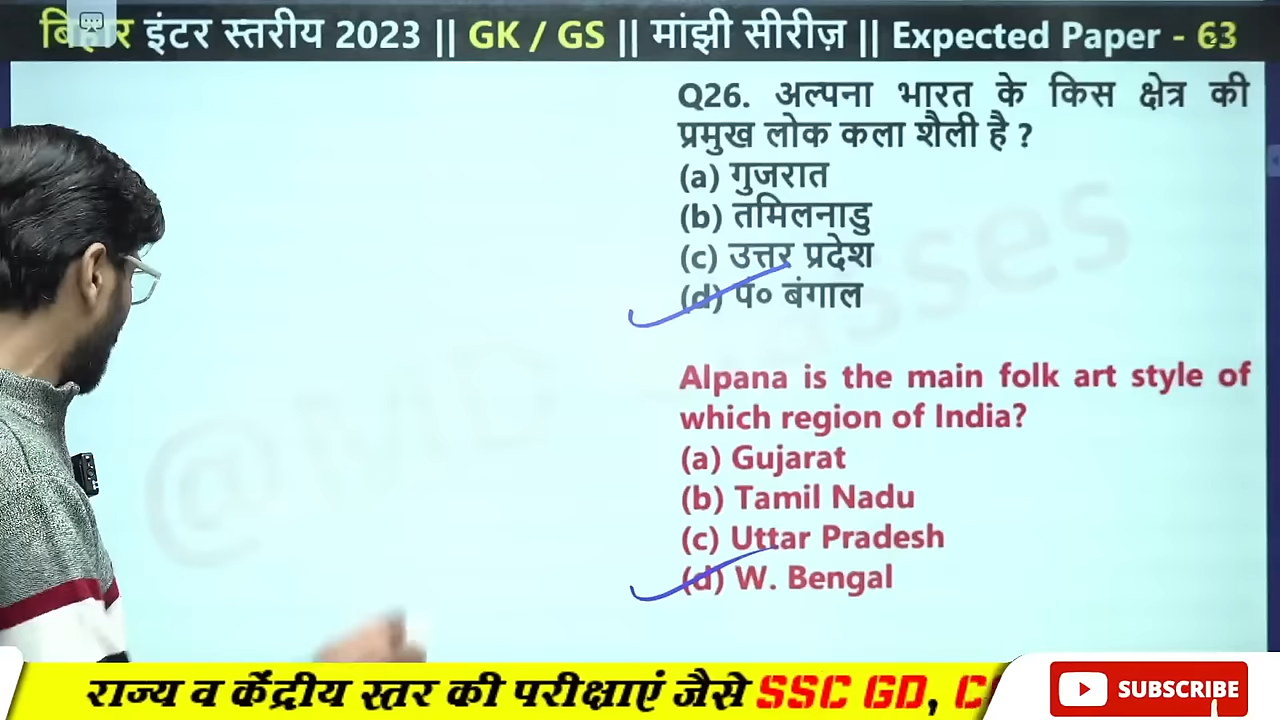 बिहार इंटर स्तरीय 2023 || GK / GS || मांझी सीरीज़ || Expected Paper - 63
Q26. अल्पना भारत के किस क्षेत्र की
प्रमुख लोक कला शैली है ?
(a) गुजरात
(b) तमिलनाडु
(c) उत्तर प्रदेश
(d) पं० बंगाल
Alpana is the main folk art style of
which region of India?
(a) Gujarat
(b) Tamil Nadu
(c) Uttar Pradesh
(d) W. Bengal
राज्य व केंद्रीय स्तर की परीक्षाएं जैसे SSC GD,
SUBSCRIBE